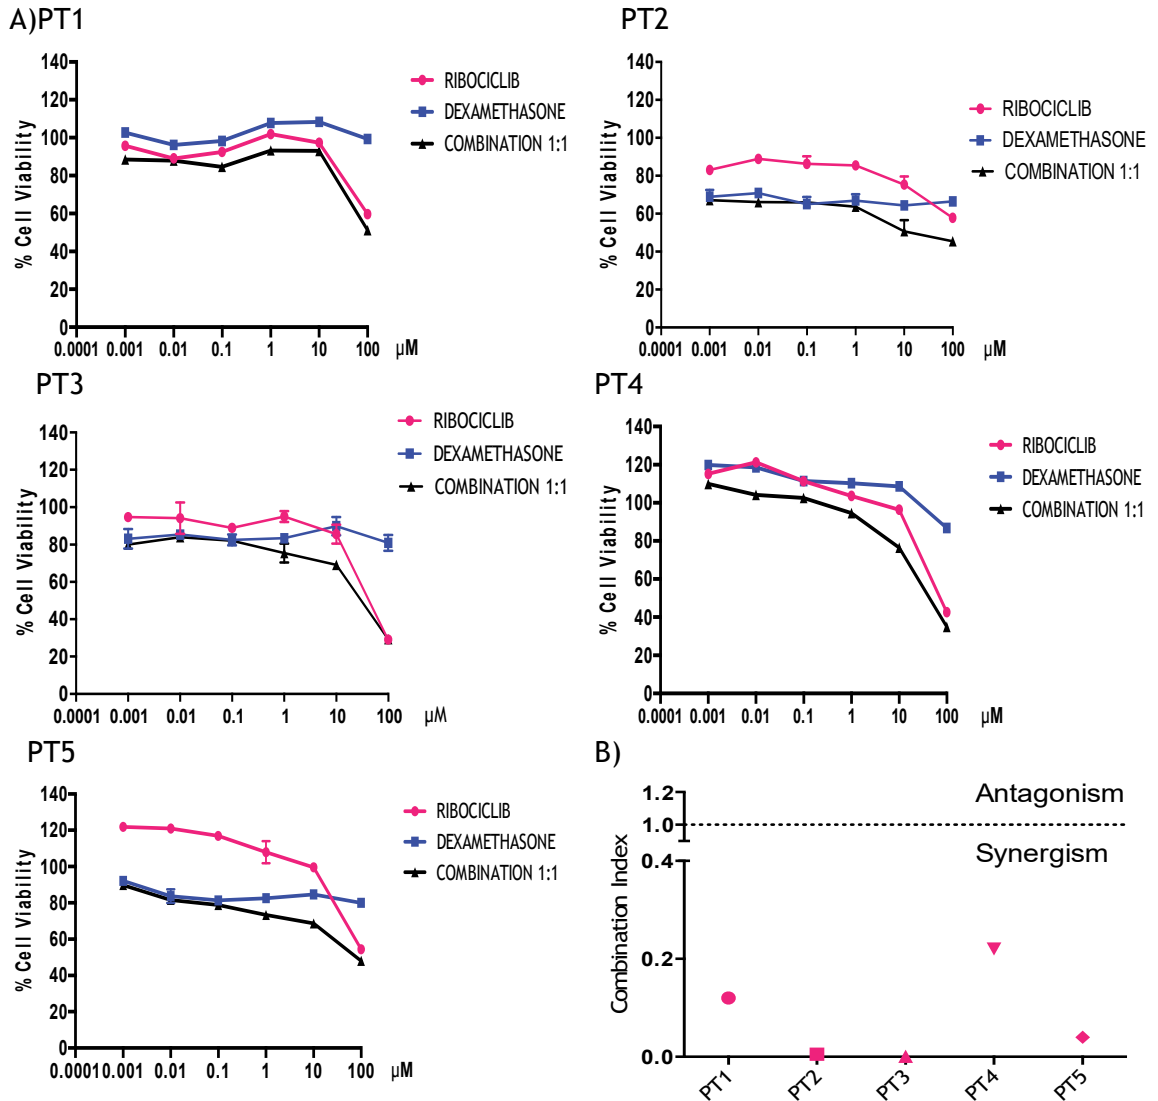 A)PT1
% Cell Viability
140
120
100
80
60
40
20
0
0.0001 0.001 0.01 0.1 1 10 100 µM
RIBOCICLIB
DEXAMETHASONE
COMBINATION 1:1
PT2
% Cell Viability
140
120
100
80
60
40
20
0
0.0001 0.001 0.01 0.1 1 10 100 µM
RIBOCICLIB
DEXAMETHASONE
COMBINATION 1:1
PT3
% Cell Viability
140
120
100
80
60
40
20
0
0.0001 0.001 0.01 0.1 1 10 100 µM
RIBOCICLIB
DEXAMETHASONE
COMBINATION 1:1
PT4
% Cell Viability
140
120
100
80
60
40
20
0
0.0001 0.001 0.01 0.1 1 10 100 µM
RIBOCICLIB
DEXAMETHASONE
COMBINATION 1:1
PT5
% Cell Viability
140
120
100
80
60
40
20
0
0.0001 0.001 0.01 0.1 1 10 100 µM
RIBOCICLIB
DEXAMETHASONE
COMBINATION 1:1
B)
Combination Index
1.2
1.0
0.4
0.2
0.0
Antagonism
Synergism
PT1 PT2 PT3 PT4 PT5